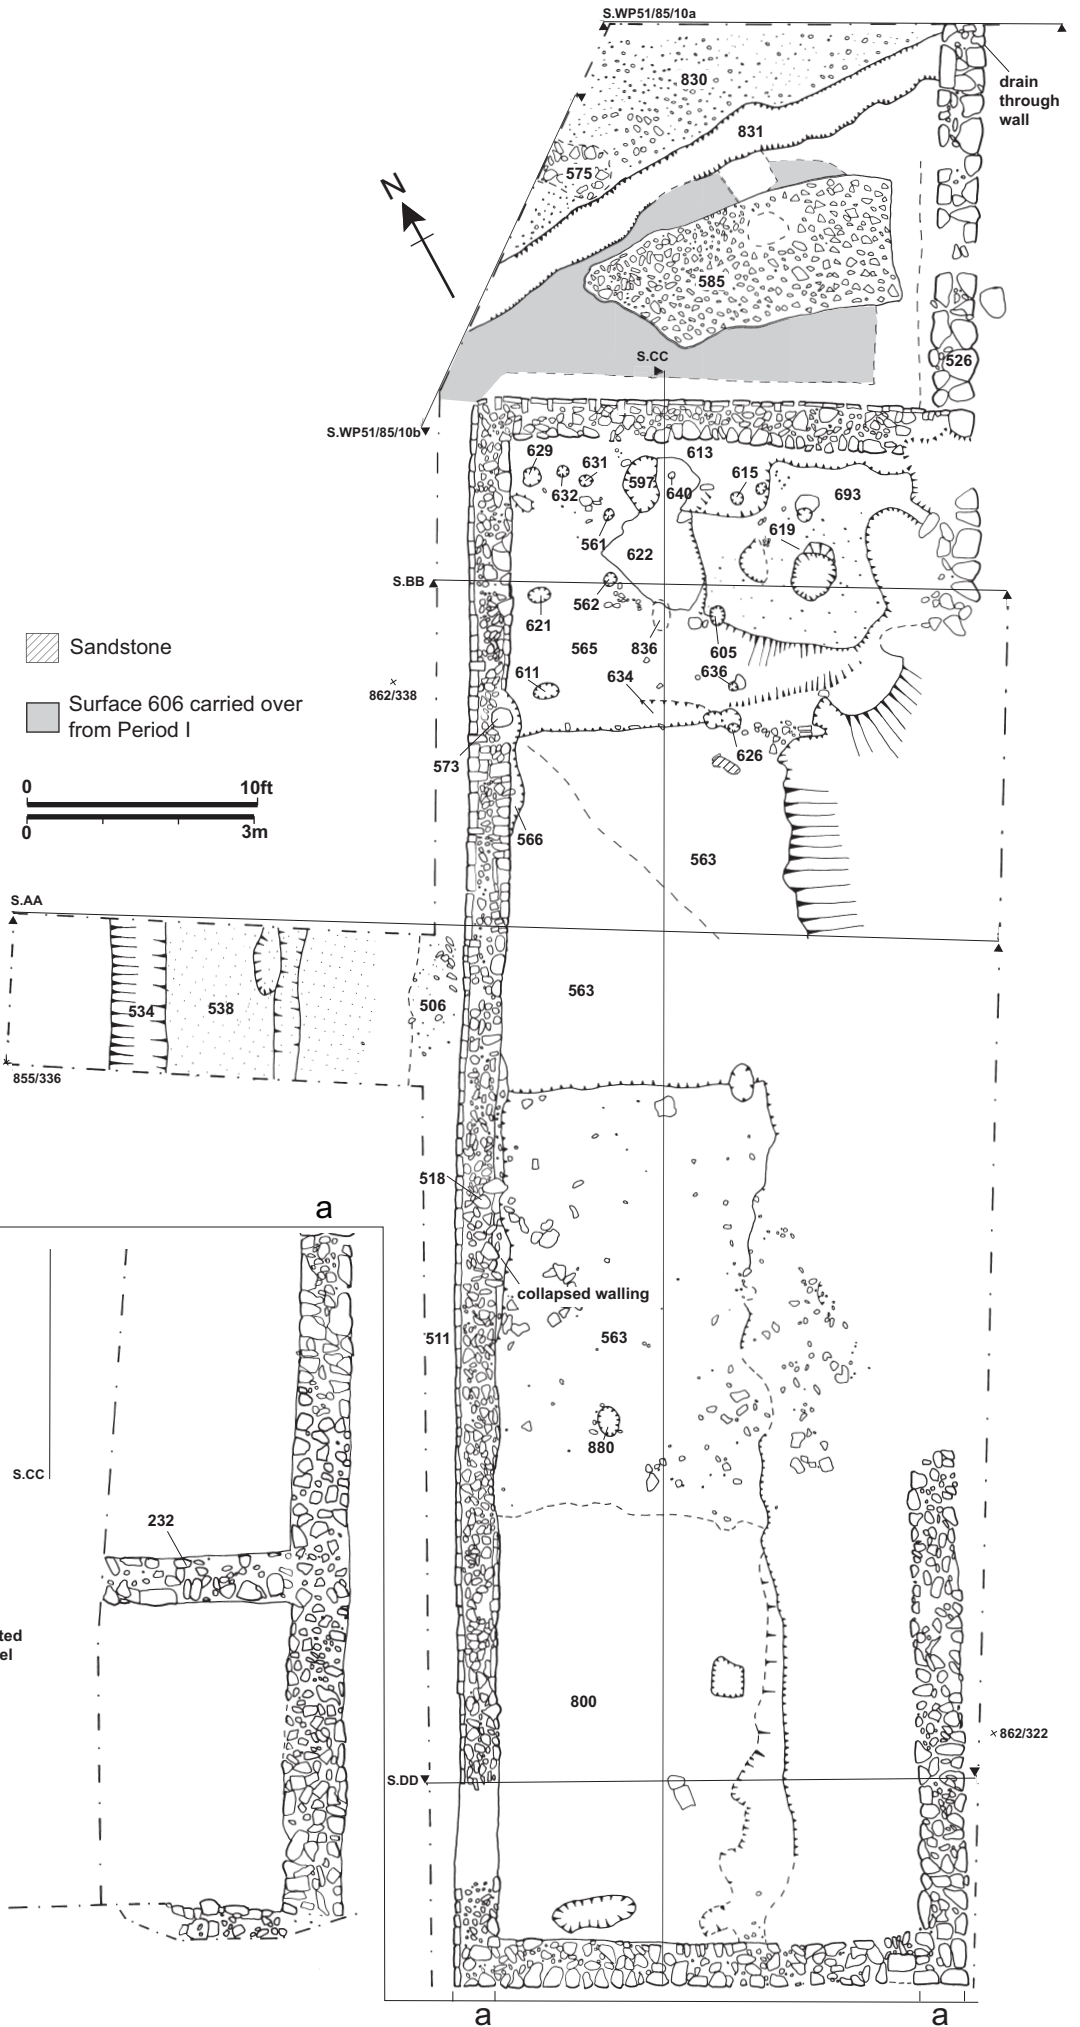 S.WP51/85/10a
830
drain
through
wall
831
575
N
585
S.CC
526
S.WP51/85/10b
613
629
631
632
597
640
615
693
561
619
622
S.BB
562
621
565
836
605
Sandstone
611
634
636
862/338
Surface 606 carried over
from Period I
573
626
0
10ft
0
3m
566
563
S.AA
534
538
506
563
855/336
518
a
collapsed walling
511
563
880
S.CC
232
ted
el
800
862/322
S.DD
a
a